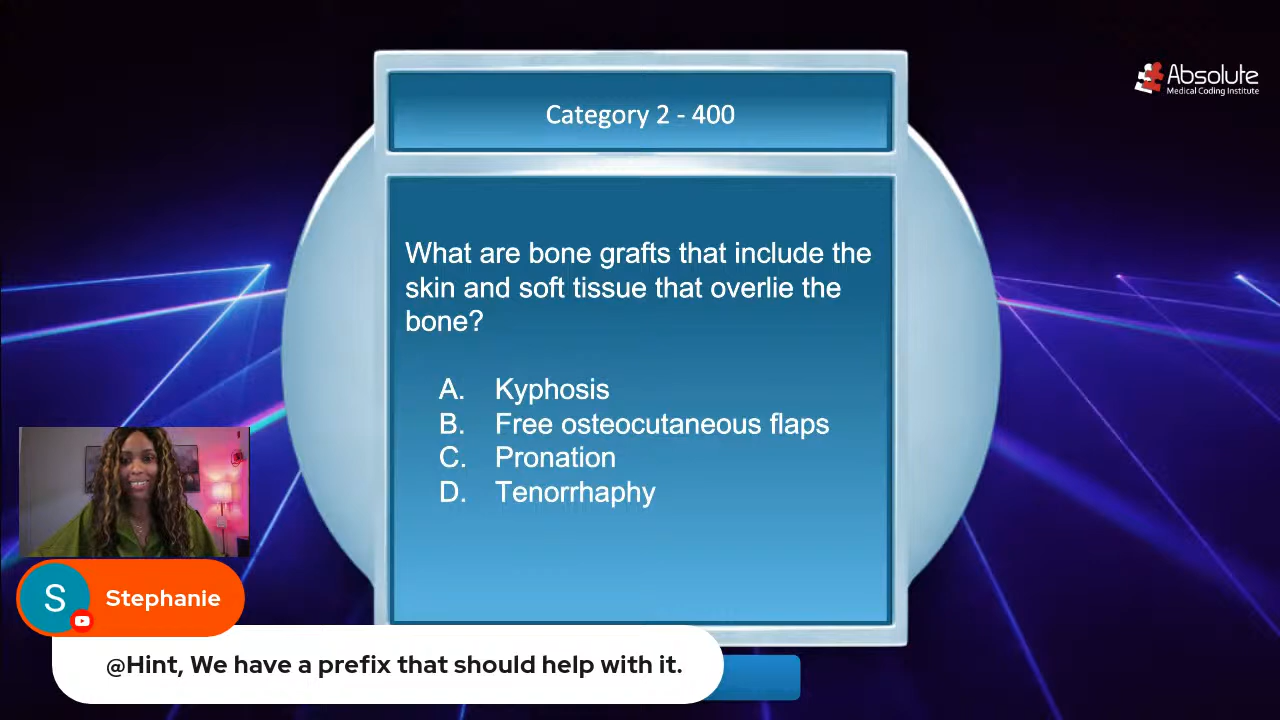 Absolute
Medical Coding Institute
Category 2 - 400
What are bone grafts that include the
skin and soft tissue that overlie the
bone?
A. Kyphosis
B. Free osteocutaneous flaps
C. Pronation
D. Tenorrhaphy
S
Stephanie
@Hint, We have a prefix that should help with it.